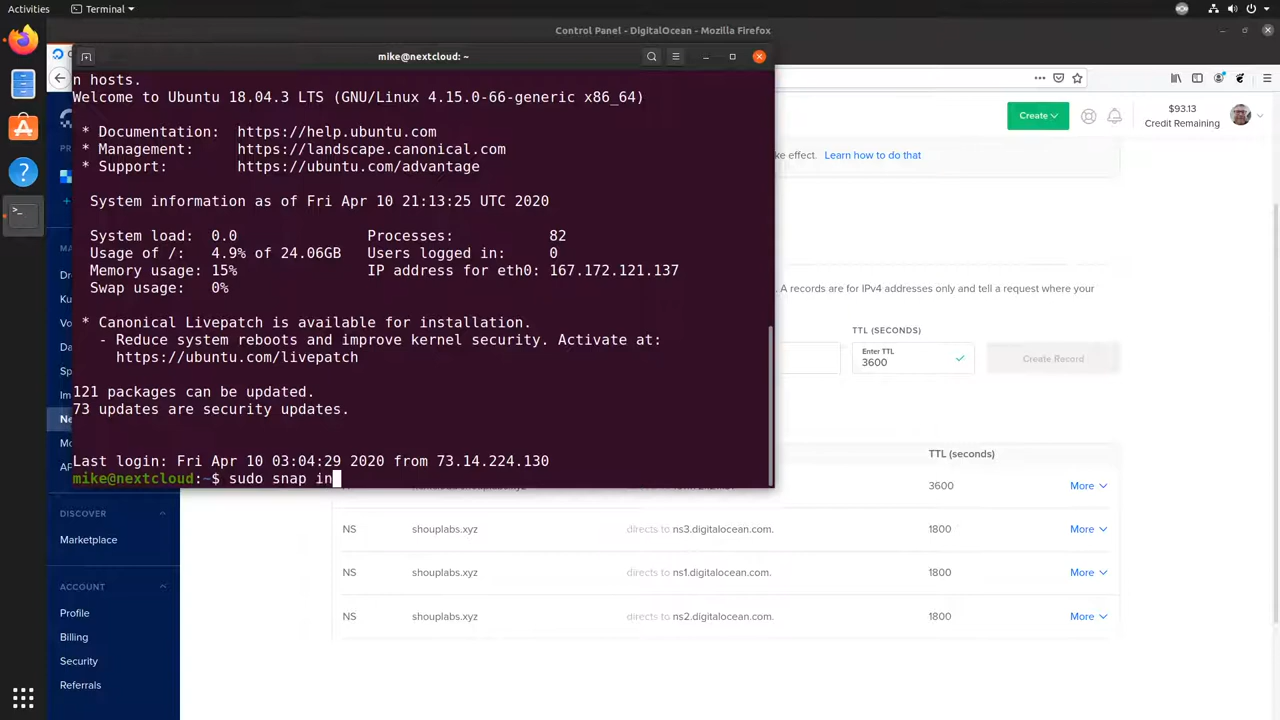 Activities
Terminal
Control Panel - DigitalOcean - Mozilla Firefox
mike@nextcloud: ~
n hosts.
Welcome to Ubuntu 18.04.3 LTS (GNU/Linux 4.15.0-66-generic x86_64)
* Documentation: https://help.ubuntu.com
* Management: https://landscape.canonical.com
* Support: https://ubuntu.com/advantage
System information as of Fri Apr 10 21:13:25 UTC 2020
System load: 0.0 Processes: 82
Usage of /: 4.9% of 24.06GB Users logged in: 0
Memory usage: 15% IP address for eth0: 167.172.121.137
Swap usage: 0%
* Canonical Livepatch is available for installation.
- Reduce system reboots and improve kernel security. Activate at:
https://ubuntu.com/livepatch
121 packages can be updated.
73 updates are security updates.
Last login: Fri Apr 10 03:04:29 2020 from 73.14.224.130
mike@nextcloud:~$ sudo snap in
Create
$93.13
Credit Remaining
ke effect. Learn how to do that
A records are for IPv4 addresses only and tell a request where your
TTL (SECONDS)
Enter TTL
3600
Create Record
TTL (seconds)
3600 More
NS shouplabs.xyz directs to ns3.digitalocean.com. 1800 More
NS shouplabs.xyz directs to ns1.digitalocean.com. 1800 More
NS shouplabs.xyz directs to ns2.digitalocean.com. 1800 More
DISCOVER
Marketplace
ACCOUNT
Profile
Billing
Security
Referrals